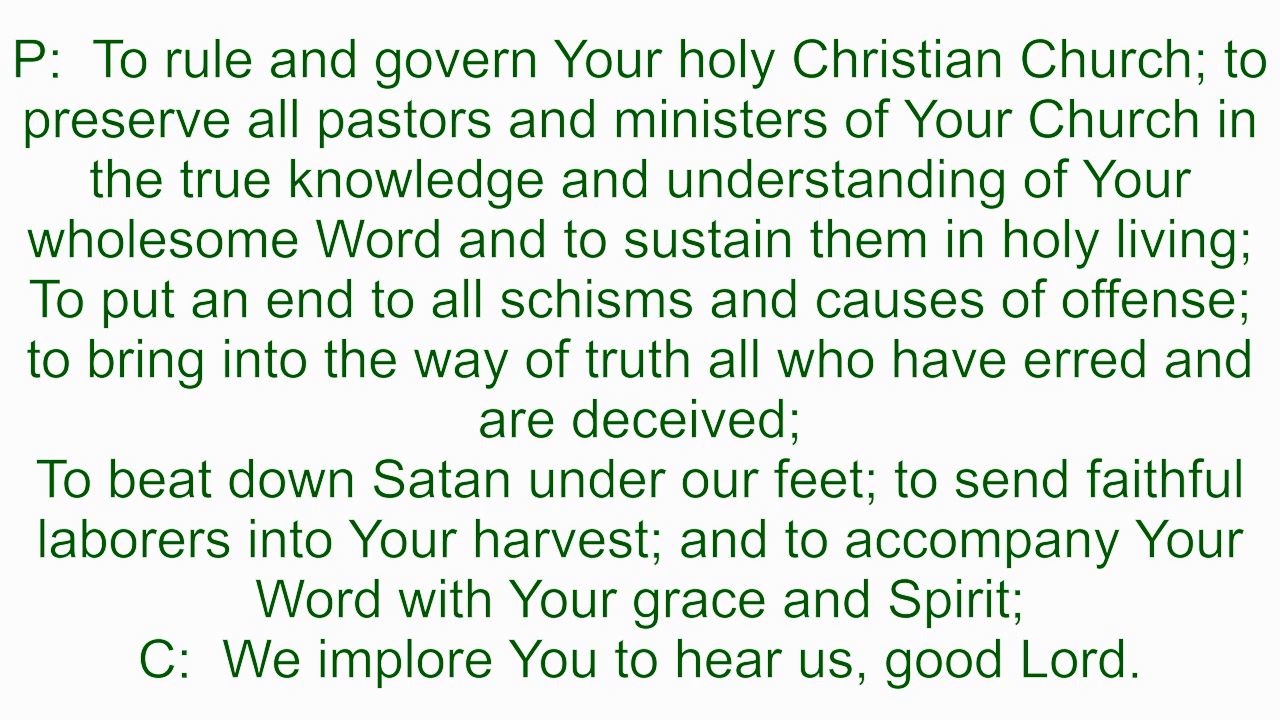 P:  To rule and govern Your holy Christian Church; to
preserve all pastors and ministers of Your Church in
the true knowledge and understanding of Your
wholesome Word and to sustain them in holy living;
To put an end to all schisms and causes of offense;
to bring into the way of truth all who have erred and
are deceived;
To beat down Satan under our feet; to send faithful
laborers into Your harvest; and to accompany Your
Word with Your grace and Spirit;
C:  We implore You to hear us, good Lord.